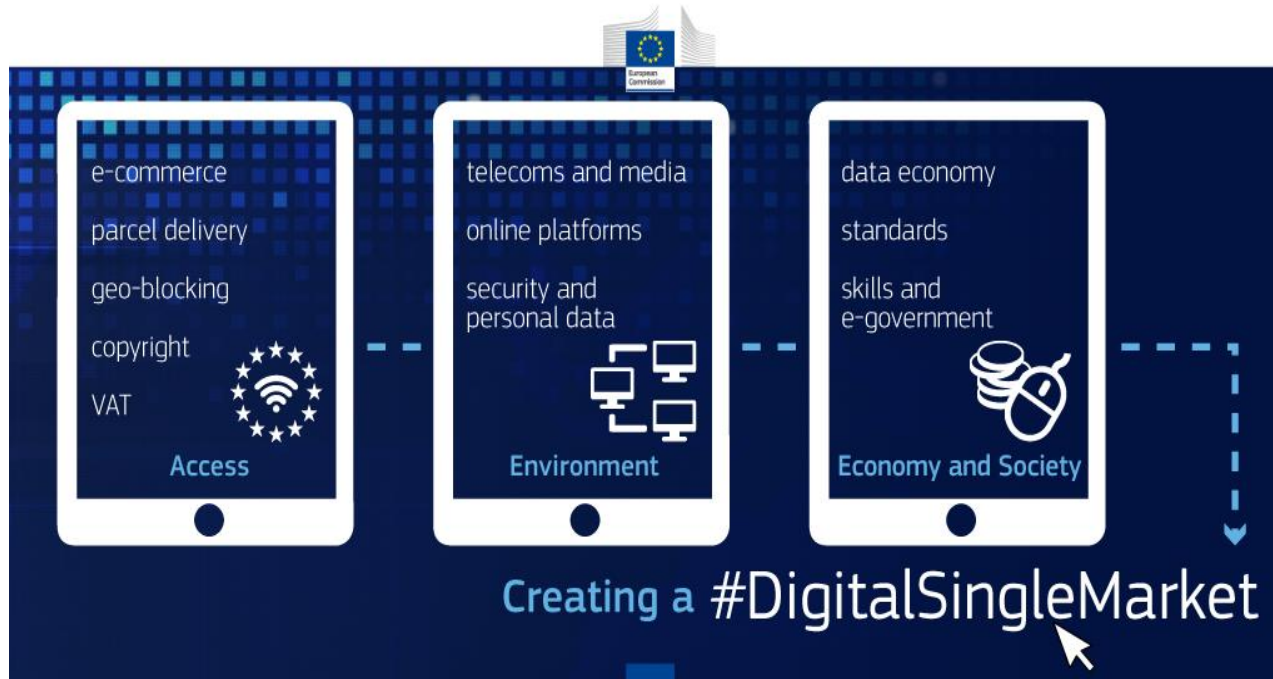 European
Commission
e-commerce
parcel delivery
geo-blocking
copyright
VAT
Access
telecoms and media
online platforms
security and
personal data
Environment
data economy
standards
skills and
e-government
Economy and Society
Creating a #DigitalSingleMarket